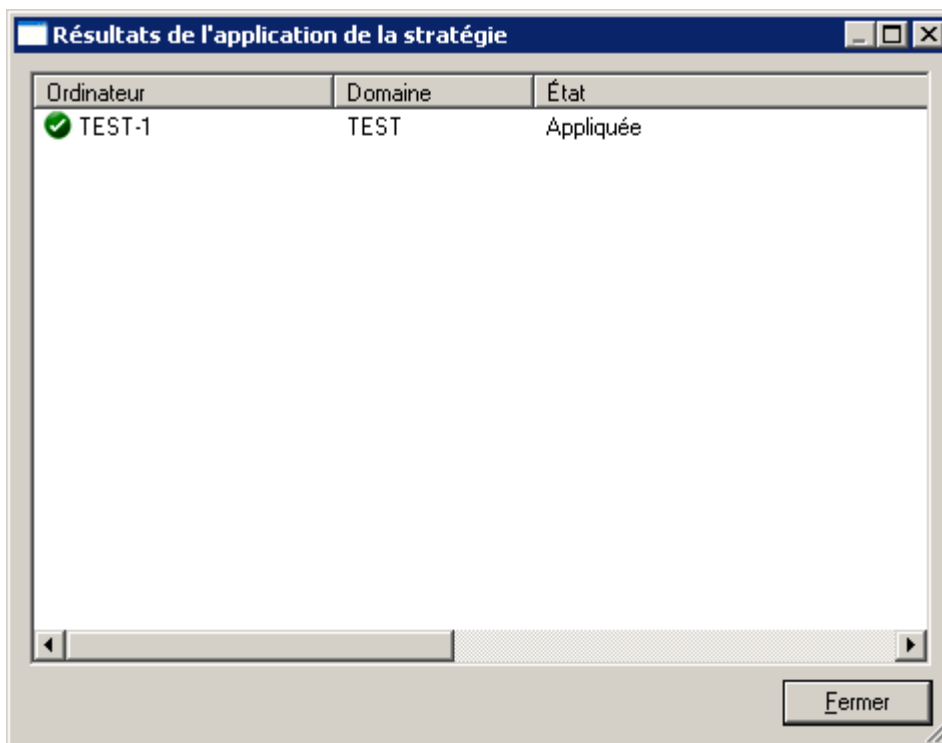 Résultats de l'application de la stratégie
Ordinateur Domaine État
TEST-1 TEST Appliquée
Fermer